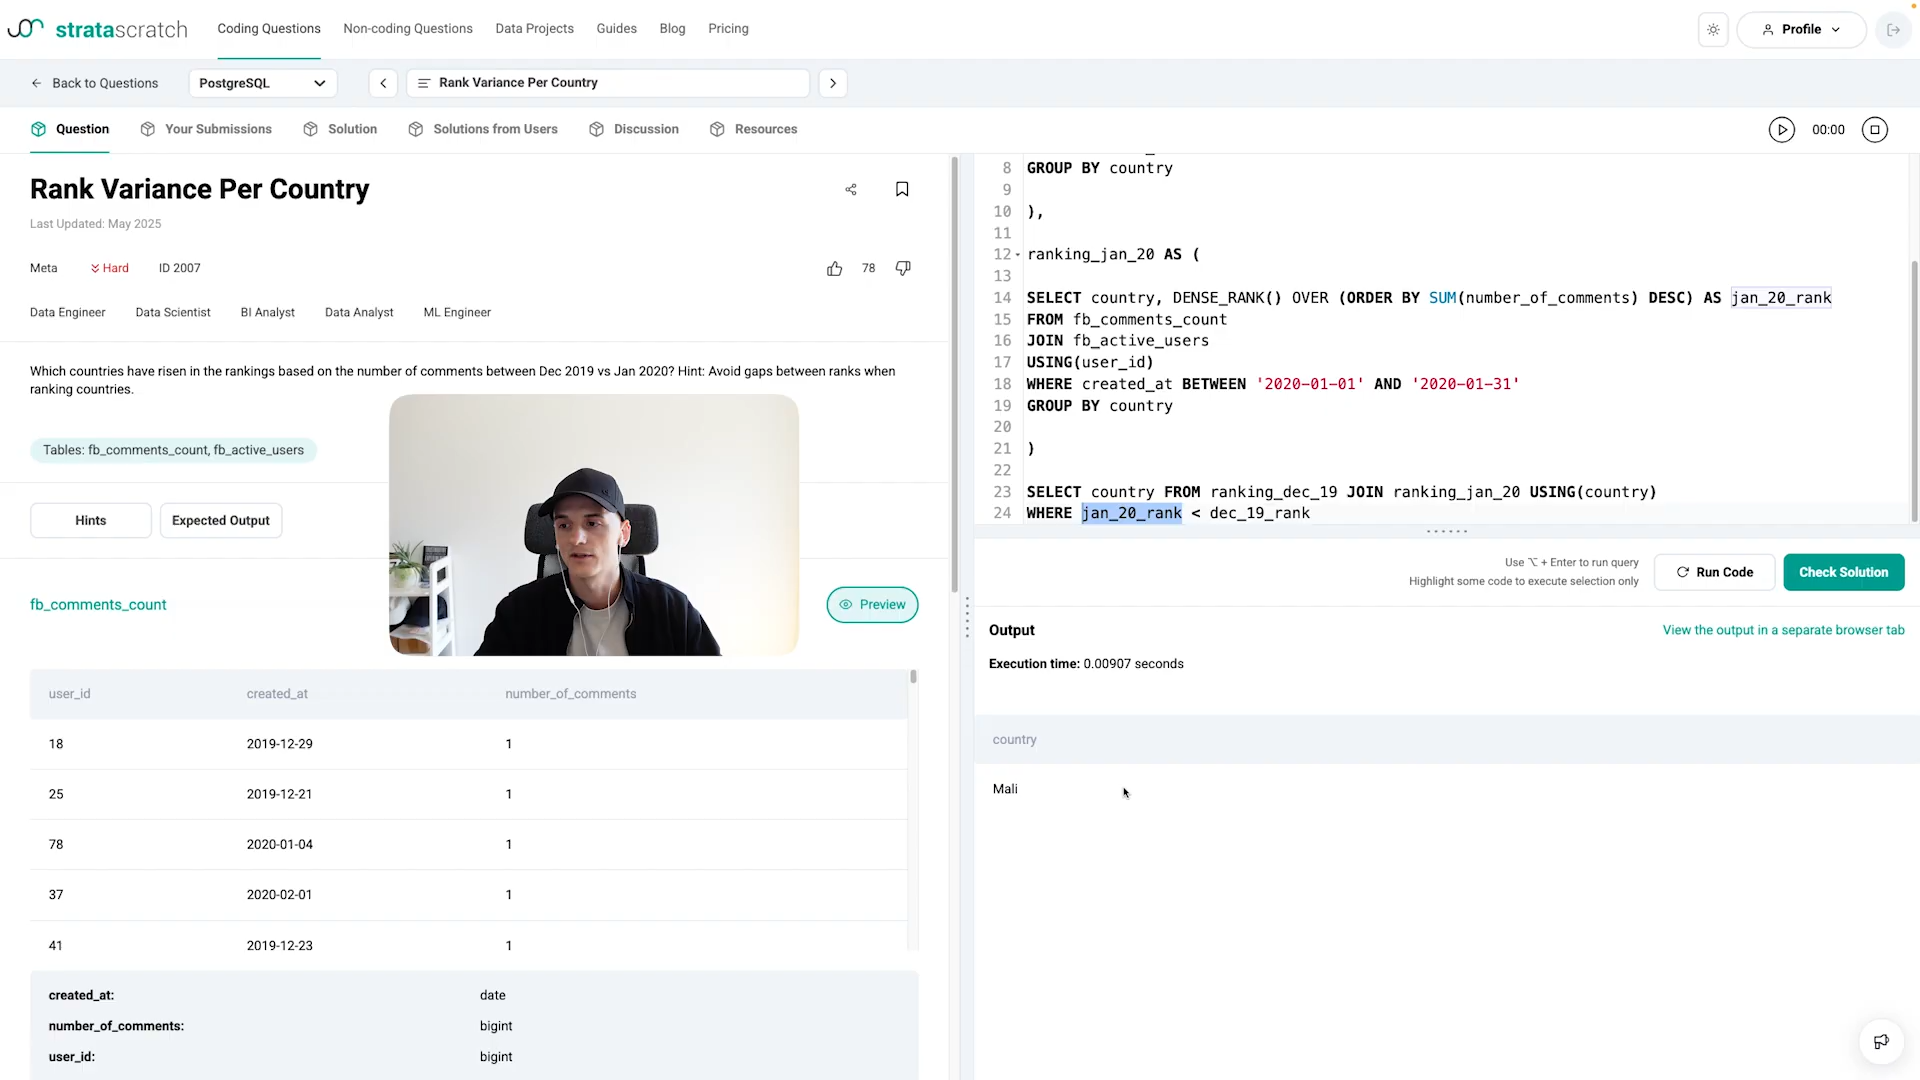 stratascratch
Coding Questions
Non-coding Questions
Data Projects
Guides
Blog
Pricing
Profile
Back to Questions
PostgreSQL
Rank Variance Per Country
Question
Your Submissions
Solution
Solutions from Users
Discussion
Resources
00:00
Rank Variance Per Country
Last Updated: May 2025
Meta
Hard
ID 2007
78
Data Engineer
Data Scientist
BI Analyst
Data Analyst
ML Engineer
Which countries have risen in the rankings based on the number of comments between Dec 2019 vs Jan 2020? Hint: Avoid gaps between ranks when
ranking countries.
Tables: fb_comments_count, fb_active_users
Hints
Expected Output
fb_comments_count
Preview
user_id created_at number_of_comments
18 2019-12-29 1
25 2019-12-21 1
78 2020-01-04 1
37 2020-02-01 1
41 2019-12-23 1
created_at: date
number_of_comments: bigint
user_id: bigint
8 GROUP BY country
9
10 ),
11
12 ranking_jan_20 AS (
13
14 SELECT country, DENSE_RANK() OVER (ORDER BY SUM(number_of_comments) DESC) AS jan_20_rank
15 FROM fb_comments_count
16 JOIN fb_active_users
17 USING(user_id)
18 WHERE created_at BETWEEN '2020-01-01' AND '2020-01-31'
19 GROUP BY country
20
21 )
22
23 SELECT country FROM ranking_dec_19 JOIN ranking_jan_20 USING(country)
24 WHERE jan_20_rank < dec_19_rank
Use ⌥ + Enter to run query
Highlight some code to execute selection only
Run Code
Check Solution
Output
View the output in a separate browser tab
Execution time: 0.00907 seconds
country
Mali